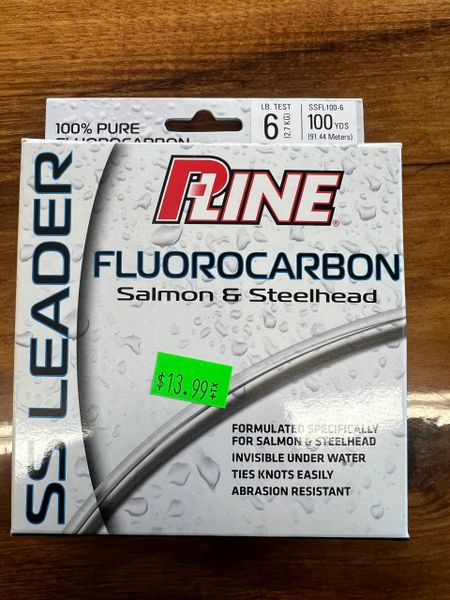 100% PURE
FLUOROCARBON
LB. TEST
6
(2.7 KG)
SSFL100-6
100 YDS
(91.44 Meters)
P-LINE®
FLUOROCARBON
Salmon & Steelhead
SS LEADER
$13.99+x
FORMULATED SPECIFICALLY
FOR SALMON & STEELHEAD
INVISIBLE UNDER WATER
TIES KNOTS EASILY
ABRASION RESISTANT